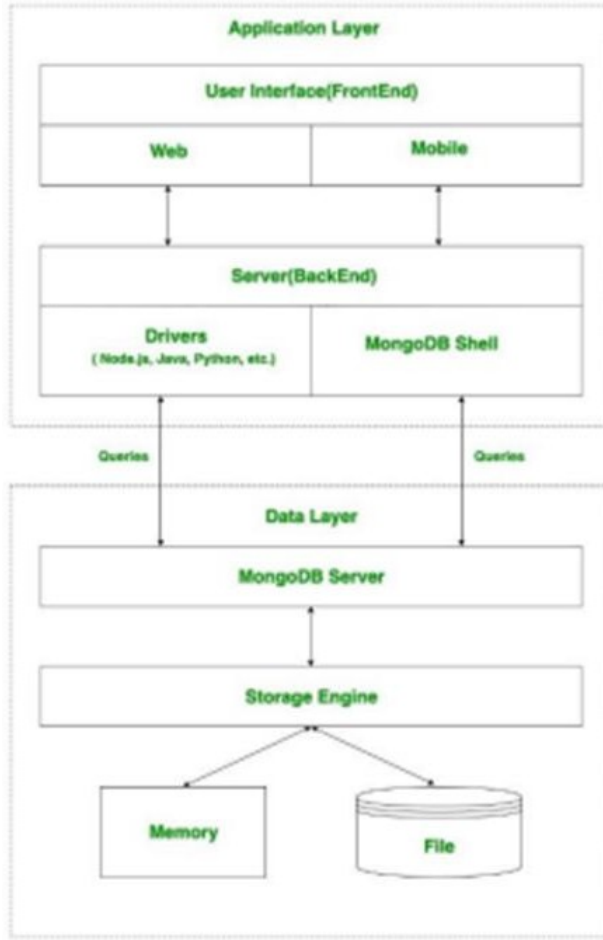 Application Layer
User Interface(FrontEnd)
Web
Mobile
Server(BackEnd)
Drivers
( Node.js, Java, Python, etc.)
MongoDB Shell
Queries
Queries
Data Layer
MongoDB Server
Storage Engine
Memory
File